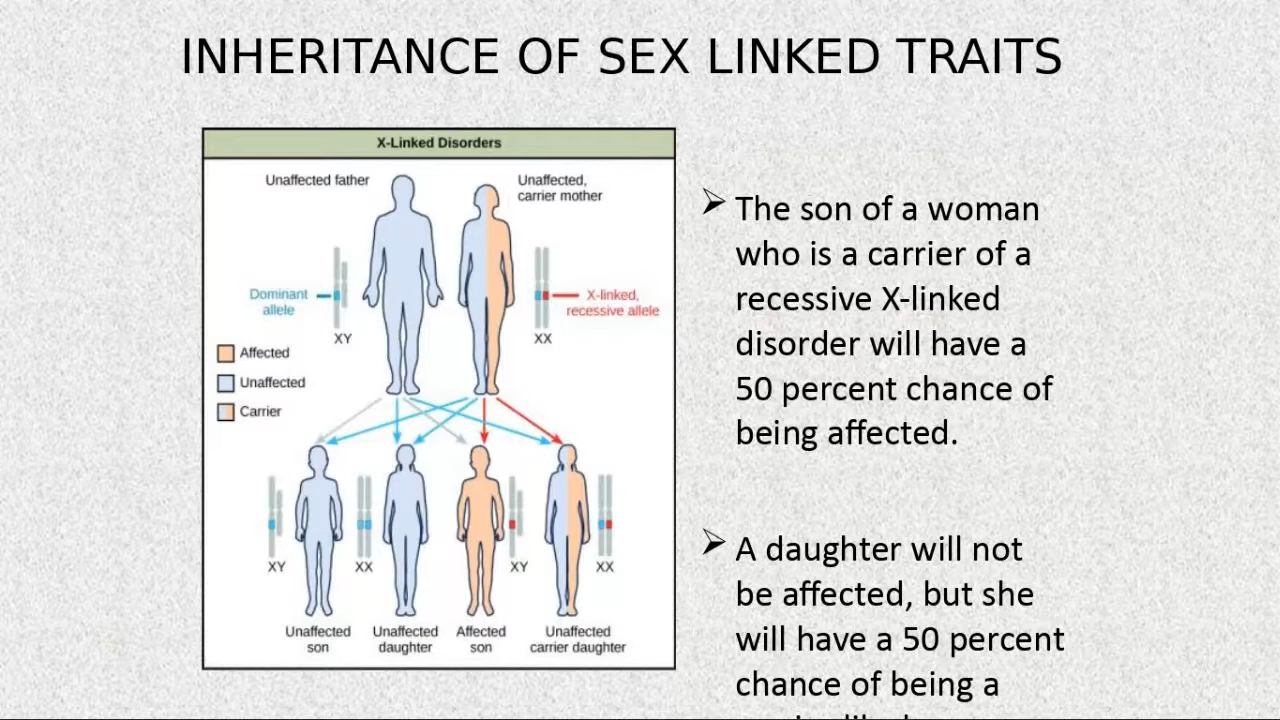 INHERITANCE OF SEX LINKED TRAITS
X-Linked Disorders
Unaffected father
Unaffected,
carrier mother
Dominant
allele
X-linked,
recessive allele
XY
XX
Affected
Unaffected
Carrier
XY
XX
XY
XX
Unaffected
son
Unaffected
daughter
Affected
son
Unaffected
carrier daughter
The son of a woman
who is a carrier of a
recessive X-linked
disorder will have a
50 percent chance of
being affected.
A daughter will not
be affected, but she
will have a 50 percent
chance of being a